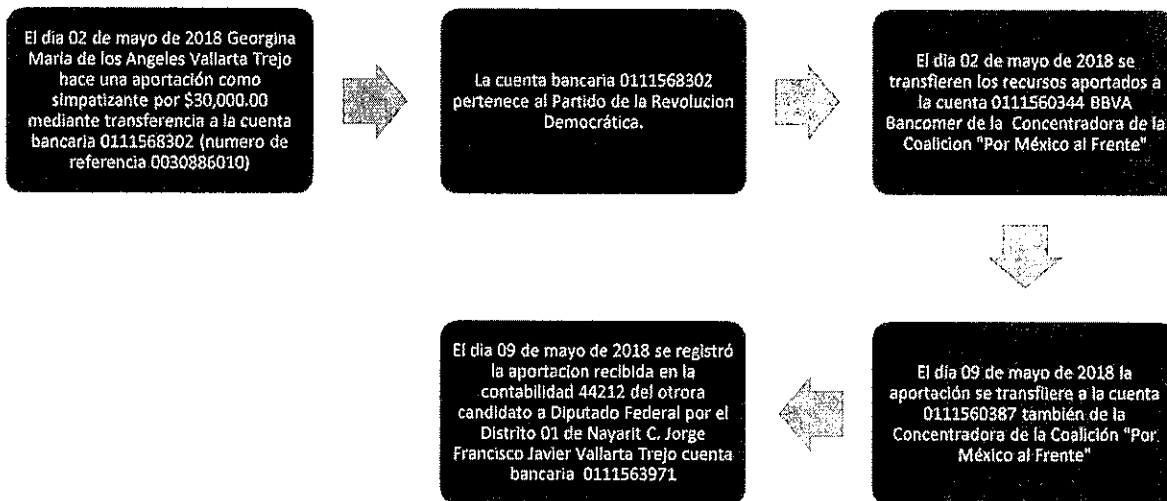 El dia 02 de mayo de 2018 Georgina
Maria de los Angeles Vallarta Trejo
hace una aportación como
simpatizante por $30,000.00
mediante transferencia a la cuenta
bancaria 0111568302 (numero de
referencia 0030886010)
La cuenta bancaria 0111568302
pertenece al Partido de la Revolucion
Democrática.
El dia 02 de mayo de 2018 se
transfieren los recursos aportados a
la cuenta 0111560344 BBVA
Bancomer de la Concentradora de la
Coalicion "Por México al Frente"
El día 09 de mayo de 2018 la
aportación se transfiere a la cuenta
0111560387 también de la
Concentradora de la Coalición "Por
México al Frente"
El dia 09 de mayo de 2018 se registró
la aportacion recibida en la
contabilidad 44212 del otrora
candidato a Diputado Federal por el
Distrito 01 de Nayarit C. Jorge
Francisco Javier Vallarta Trejo cuenta
bancaria 0111563971